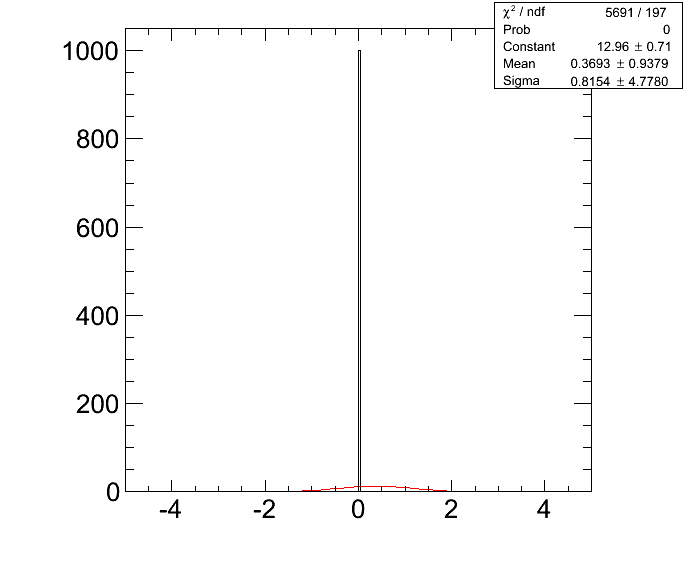 χ² / ndf 5691 / 197
Prob 0
Constant 12.96 ± 0.71
Mean 0.3693 ± 0.9379
Sigma 0.8154 ± 4.7780
1000
800
600
400
200
0
-4 -2 0 2 4